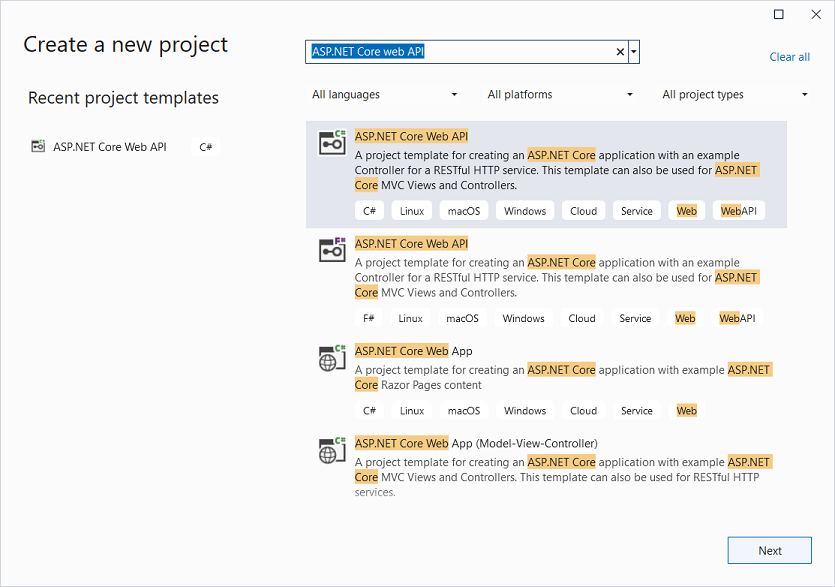 Create a new project
ASP.NET Core web API
Clear all
Recent project templates
All languages
All platforms
All project types
ASP.NET Core Web API
C#
C#
ASP.NET Core Web API
A project template for creating an ASP.NET Core application with an example
Controller for a RESTful HTTP service. This template can also be used for ASP.NET
Core MVC Views and Controllers.
C# Linux macOS Windows Cloud Service Web WebAPI
F#
ASP.NET Core Web API
A project template for creating an ASP.NET Core application with an example
Controller for a RESTful HTTP service. This template can also be used for ASP.NET
Core MVC Views and Controllers.
F# Linux macOS Windows Cloud Service Web WebAPI
C#
ASP.NET Core Web App
A project template for creating an ASP.NET Core application with example ASP.NET
Core Razor Pages content
C# Linux macOS Windows Cloud Service Web
C#
ASP.NET Core Web App (Model-View-Controller)
A project template for creating an ASP.NET Core application with example ASP.NET
Core MVC Views and Controllers. This template can also be used for RESTful HTTP
services.
Next